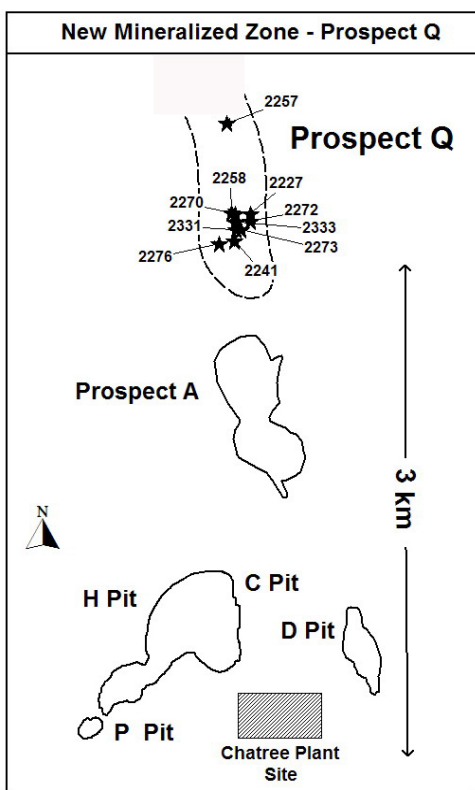 New Mineralized Zone - Prospect Q
2257
Prospect Q
2258
2227
2270
2272
2331
2333
2276
2273
2241
Prospect A
3 km
N
C Pit
H Pit
D Pit
P Pit
Chatree Plant
Site